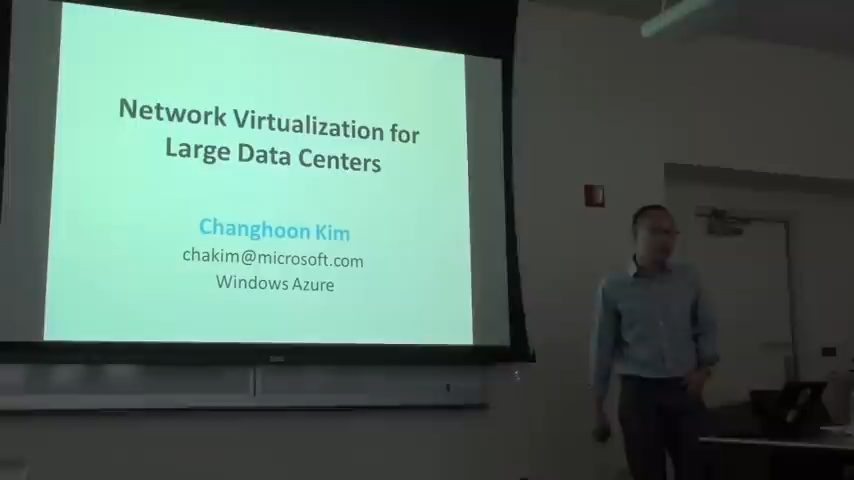 Network Virtualization for
Large Data Centers
Changhoon Kim
chakim@microsoft.com
Windows Azure